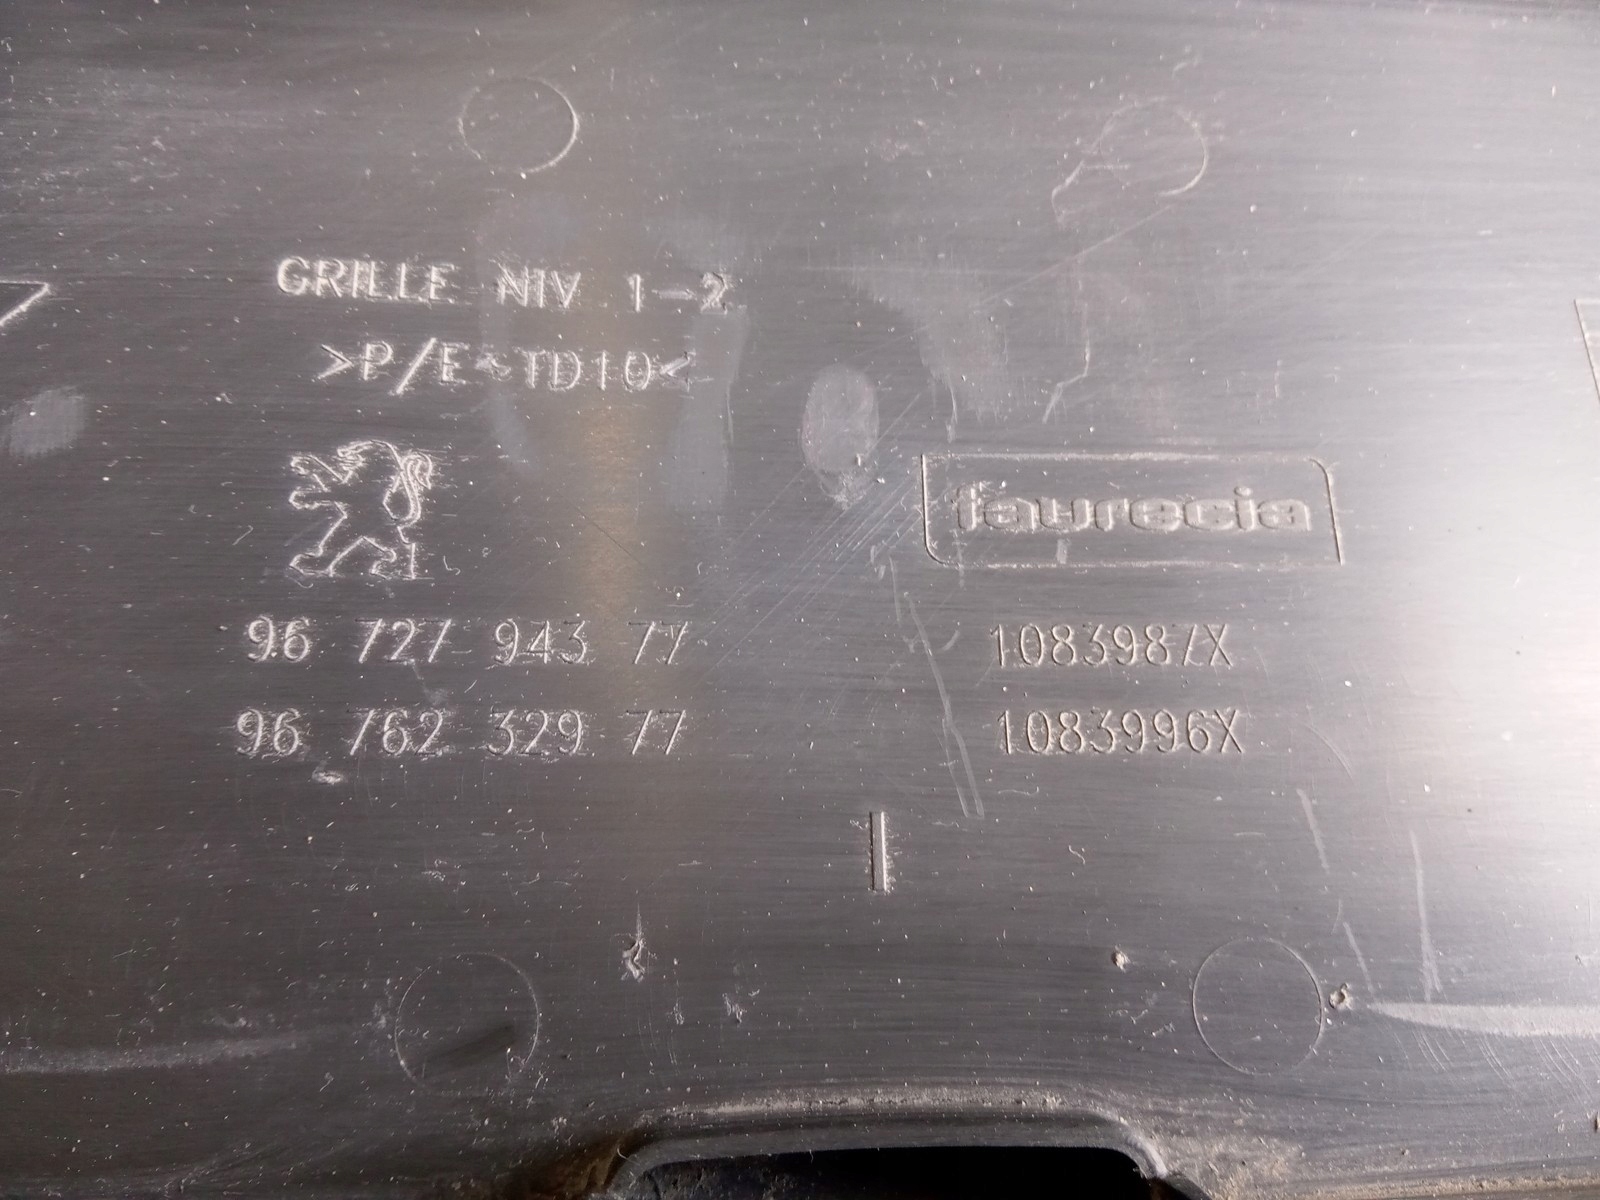 GRILLE NIV 1-2
>P/E-TD10<
faurecia
96 727 943 77 1083987X
96 762 329 77 1083996X